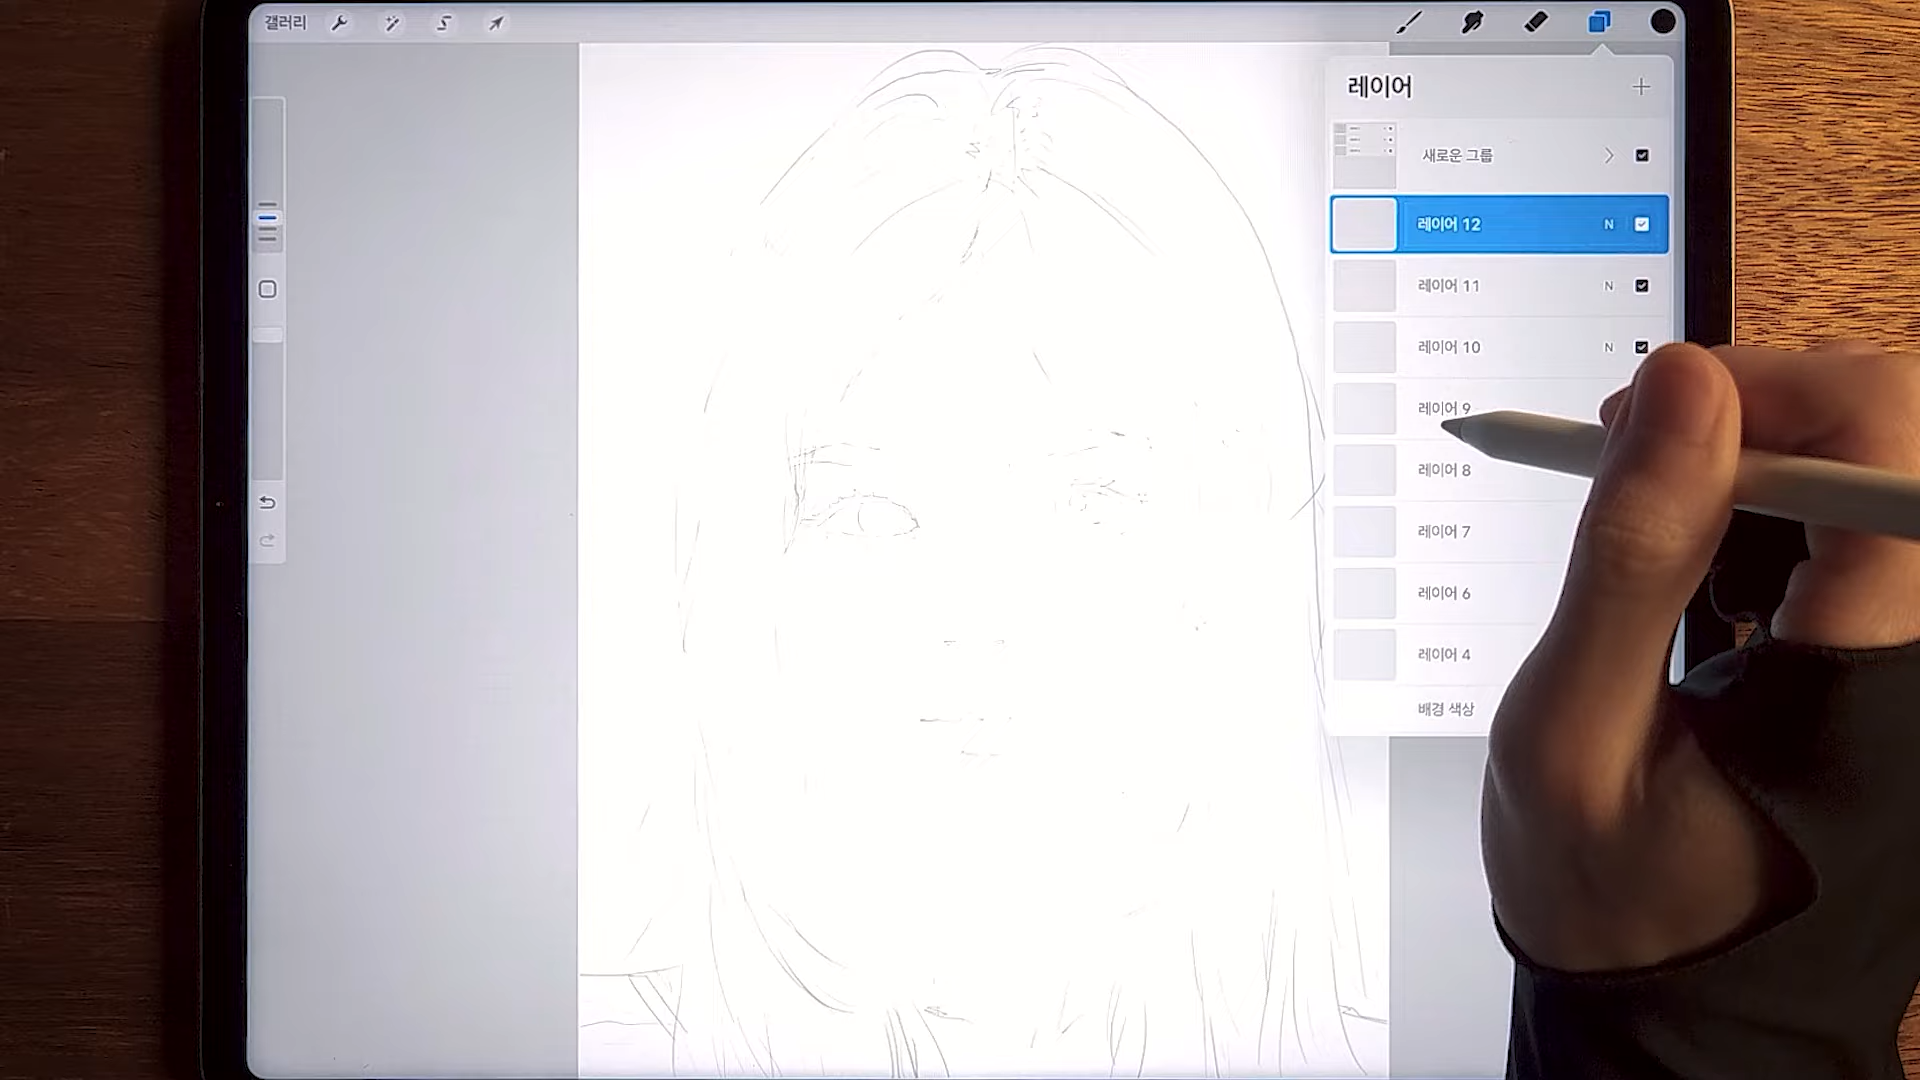 갤러리
레이어
새로운 그룹
레이어 12 N
레이어 11 N
레이어 10 N
레이어 9
레이어 8
레이어 7
레이어 6
레이어 4
배경 색상